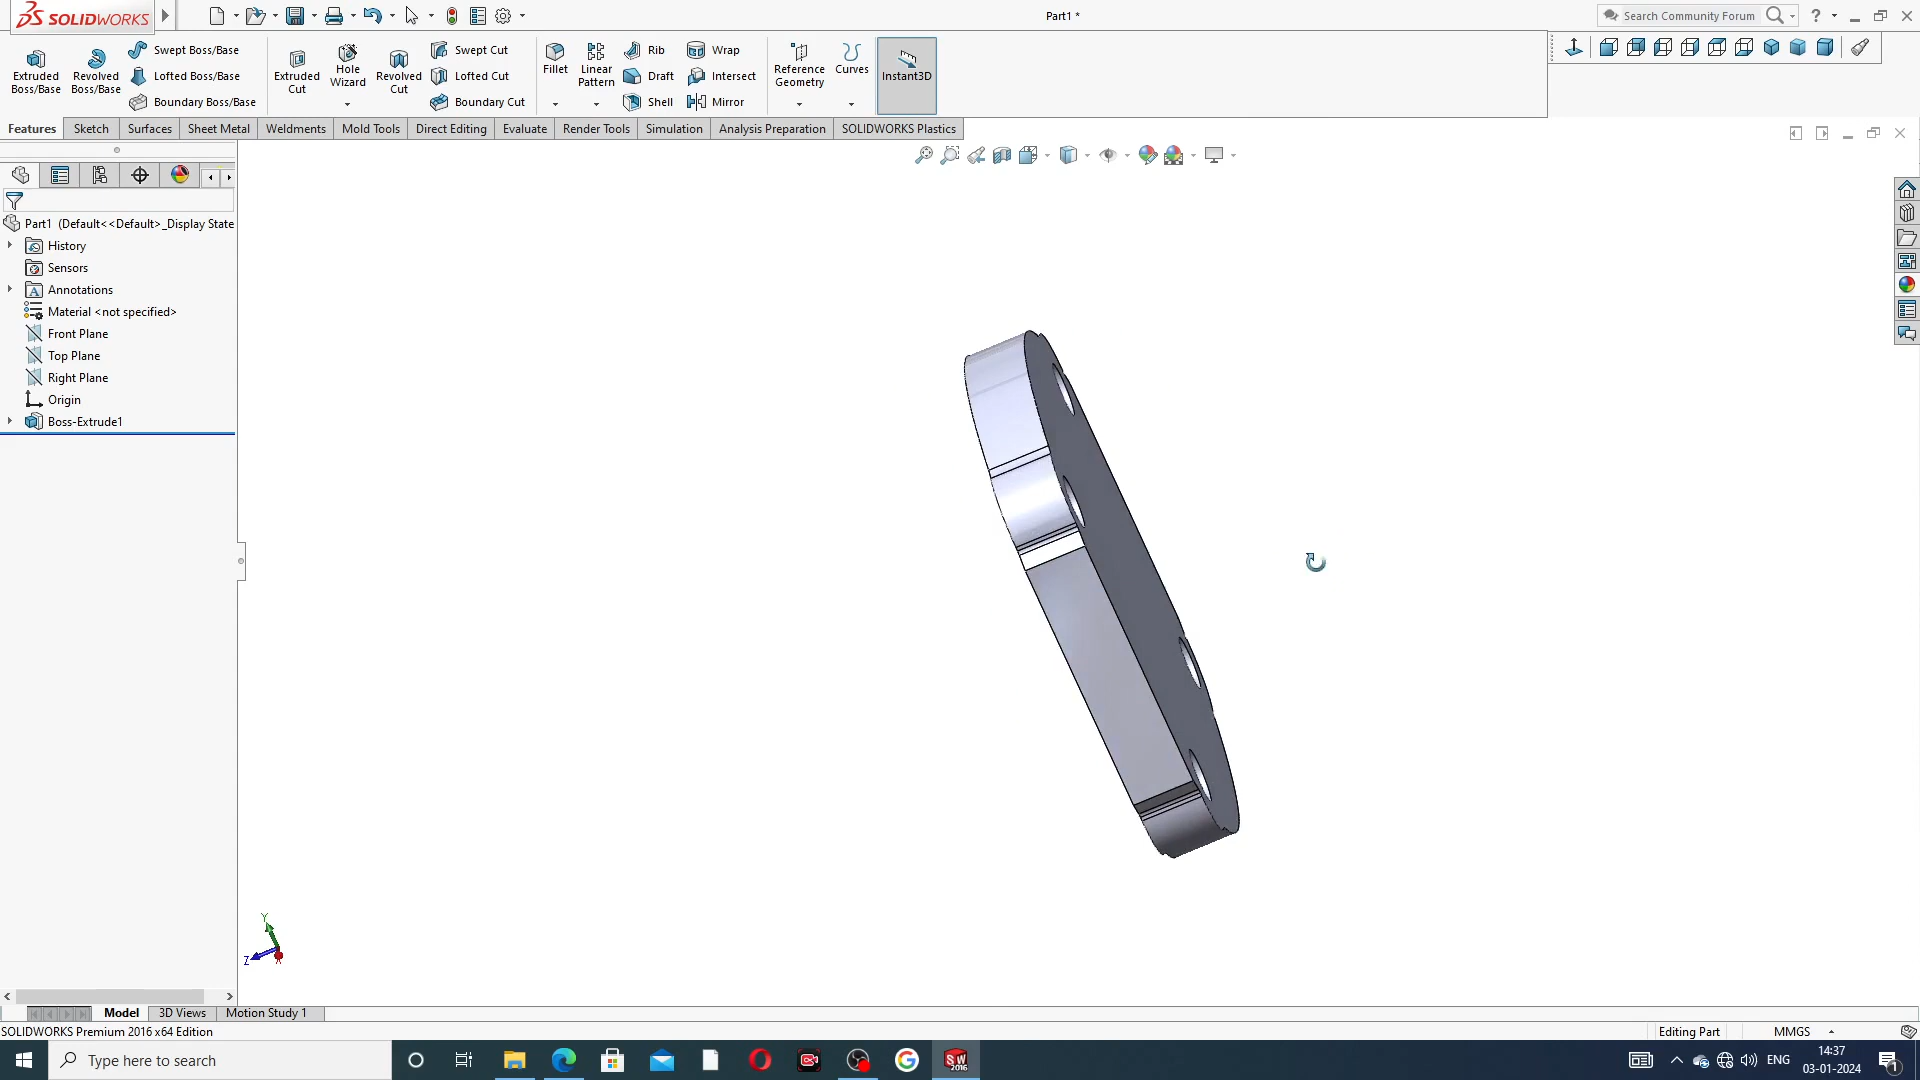 SOLIDWORKS
Part1 *
Search Community Forum
?
Extruded Boss/Base
Revolved Boss/Base
Swept Boss/Base
Lofted Boss/Base
Boundary Boss/Base
Extruded Cut
Hole Wizard
Revolved Cut
Swept Cut
Lofted Cut
Boundary Cut
Fillet
Linear Pattern
Rib
Draft
Shell
Wrap
Intersect
Mirror
Reference Geometry
Curves
Instant3D
Features
Sketch
Surfaces
Sheet Metal
Weldments
Mold Tools
Direct Editing
Evaluate
Render Tools
Simulation
Analysis Preparation
SOLIDWORKS Plastics
Part1 (Default<<Default>_Display State
History
Sensors
Annotations
Material <not specified>
Front Plane
Top Plane
Right Plane
Origin
Boss-Extrude1
Y
Z
X
Model
3D Views
Motion Study 1
SOLIDWORKS Premium 2016 x64 Edition
Editing Part
MMGS
Type here to search
SW 2016
ENG
14:37
03-01-2024
1